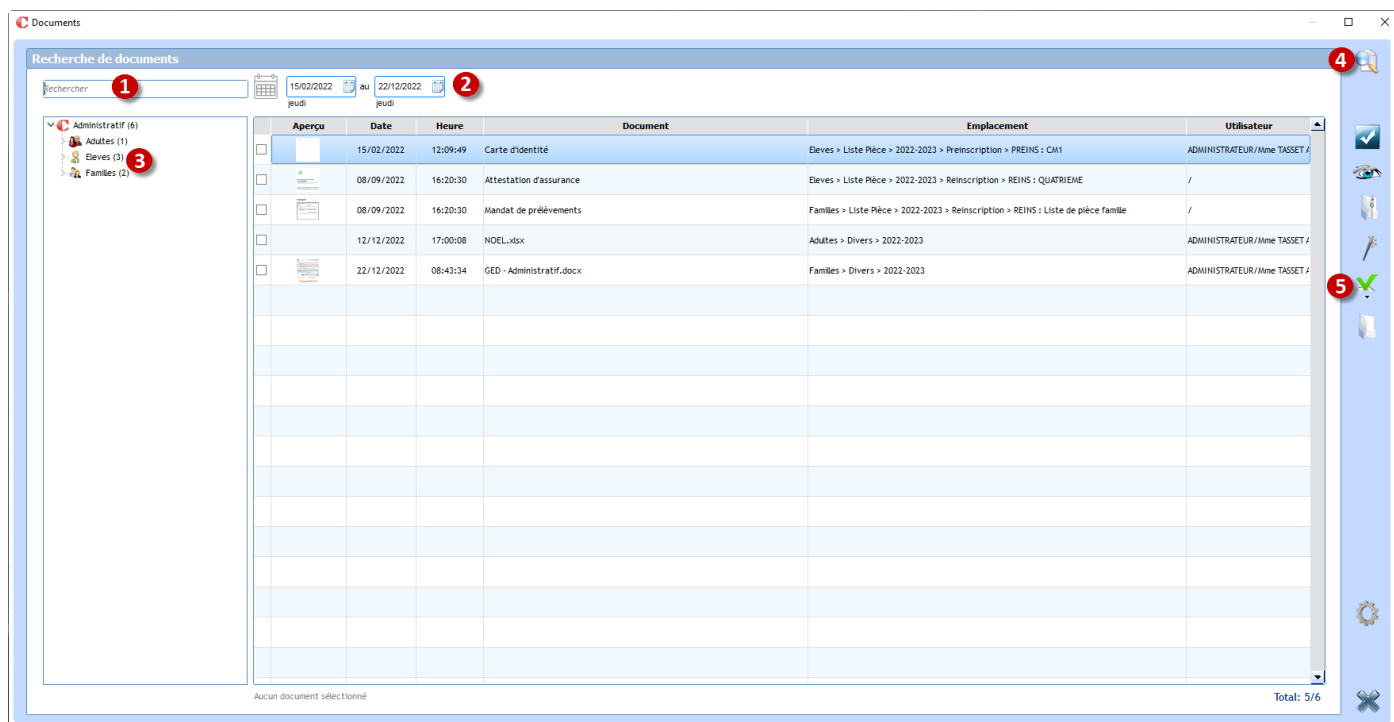 Documents
Recherche de documents
4
Rechercher
1
15/02/2022 au 22/12/2022
2
jeudi jeudi
Administratif (6)
Adultes (1)
Eleves (3)
3
Familles (2)
Aperçu Date Heure Document Emplacement Utilisateur
15/02/2022 12:09:49 Carte d'identité Eleves > Liste Pièce > 2022-2023 > Preinscription > PREINS : CM1 ADMINISTRATEUR/Mme TASSET A
08/09/2022 16:20:30 Attestation d'assurance Eleves > Liste Pièce > 2022-2023 > Reinscription > REINS : QUATRIEME /
08/09/2022 16:20:30 Mandat de prélèvements Familles > Liste Pièce > 2022-2023 > Reinscription > REINS : Liste de pièce famille /
12/12/2022 17:00:08 NOEL.xlsx Adultes > Divers > 2022-2023 ADMINISTRATEUR/Mme TASSET A
22/12/2022 08:43:34 GED - Administratif.docx Familles > Divers > 2022-2023 ADMINISTRATEUR/Mme TASSET A
5
Aucun document sélectionné
Total: 5/6